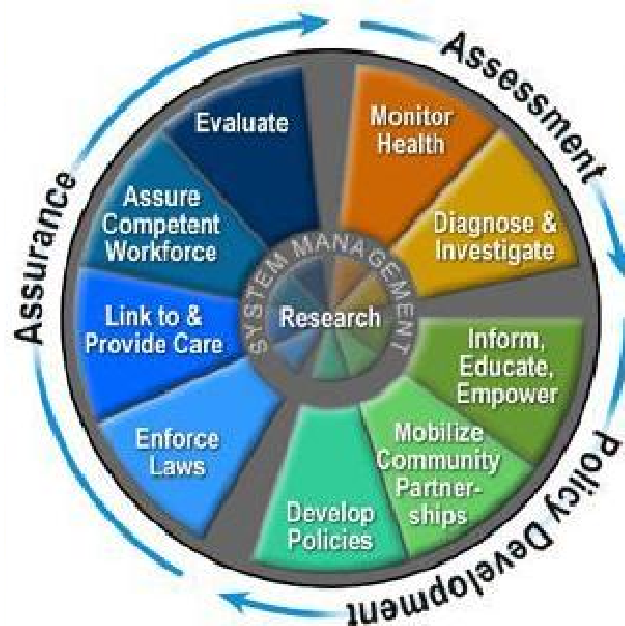 Assessment
Monitor
Health
Diagnose &
Investigate
Policy Development
Inform,
Educate,
Empower
Mobilize
Community
Partner-
ships
Develop
Policies
Assurance
Enforce
Laws
Link to &
Provide Care
Assure
Competent
Workforce
Evaluate
SYSTEM MANAGEMENT
Research